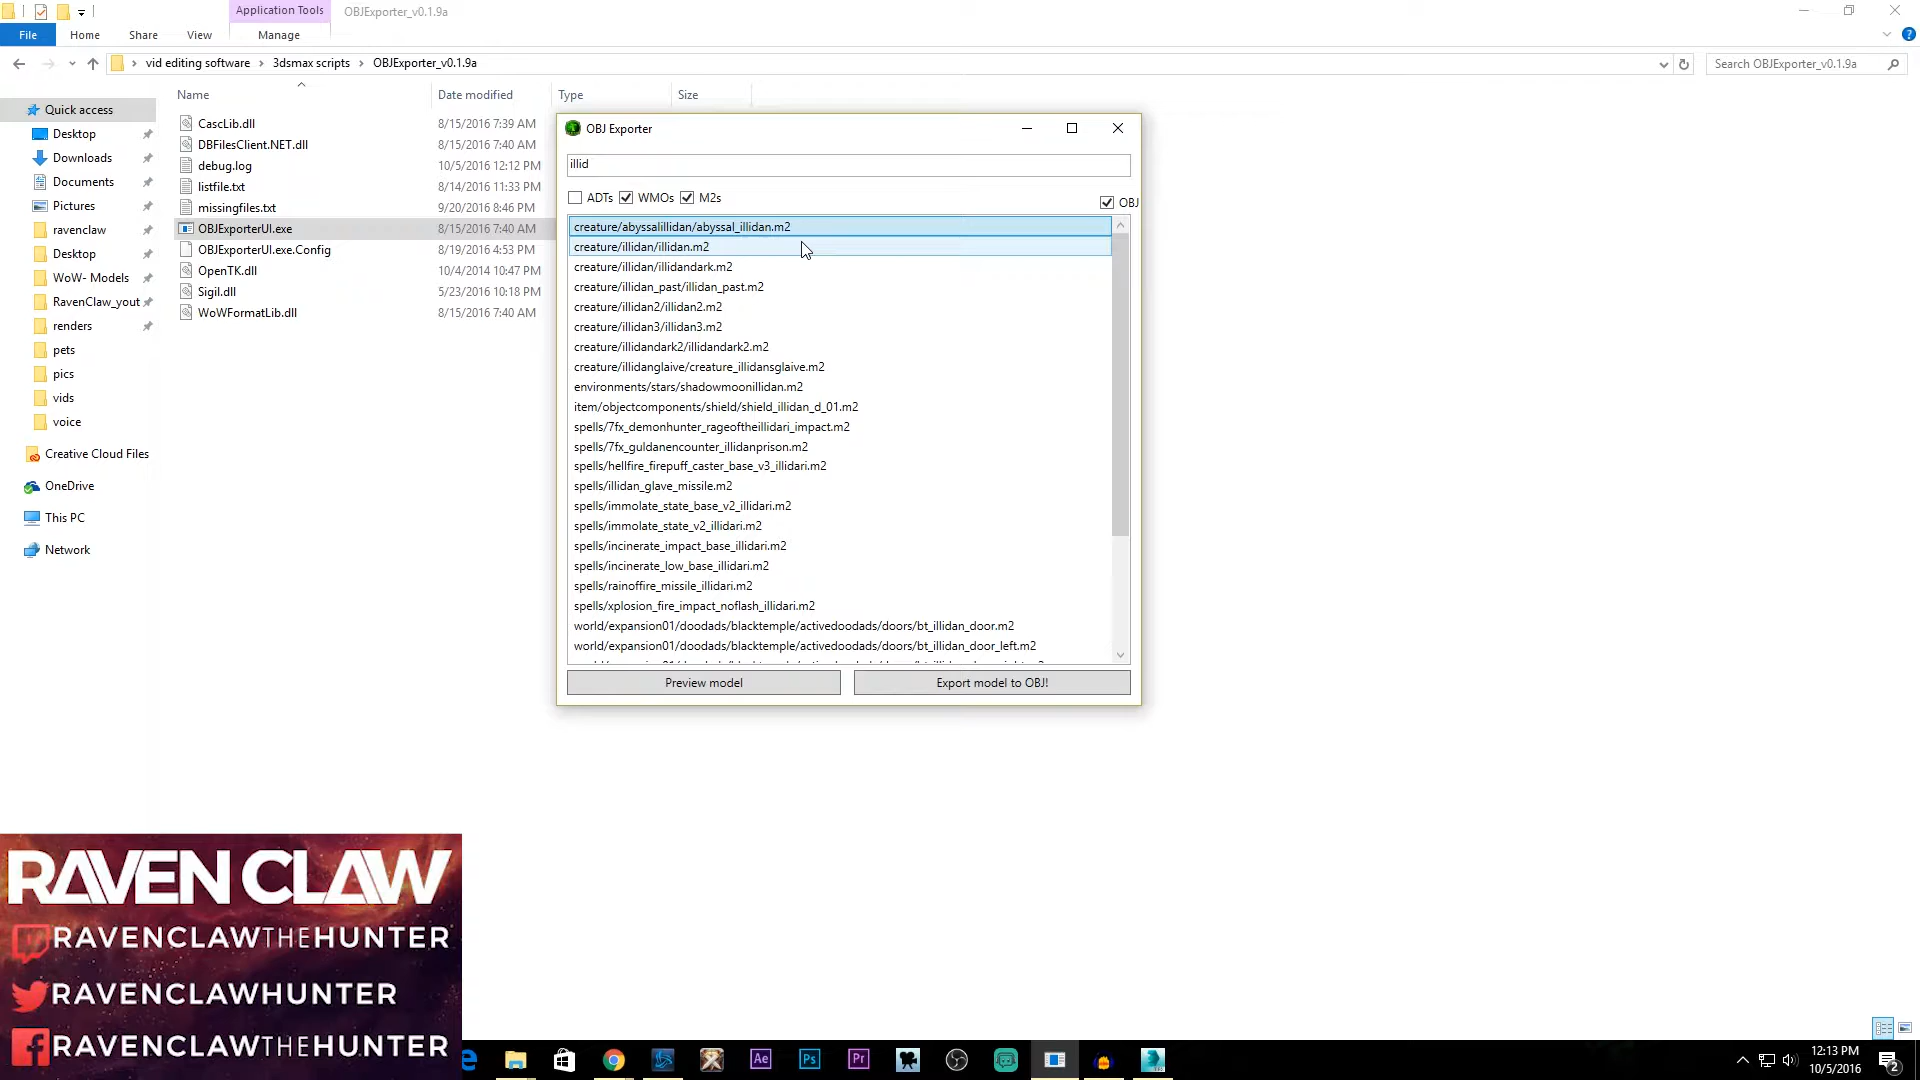 Application Tools
OBJExporter_v0.1.9a
File
Home
Share
View
Manage
vid editing software
3dsmax scripts
OBJExporter_v0.1.9a
Search OBJExporter_v0.1.9a
Name
Date modified
Type
Size
Quick access
Desktop
Downloads
Documents
Pictures
ravenclaw
Desktop
WoW- Models
RavenClaw_yout
renders
pets
pics
vids
voice
Creative Cloud Files
OneDrive
This PC
Network
CascLib.dll 8/15/2016 7:39 AM
DBFilesClient.NET.dll 8/15/2016 7:40 AM
debug.log 10/5/2016 12:12 PM
listfile.txt 8/14/2016 11:33 PM
missingfiles.txt 9/20/2016 8:46 PM
OBJExporterUI.exe 8/15/2016 7:40 AM
OBJExporterUI.exe.Config 8/19/2016 4:53 PM
OpenTK.dll 10/4/2014 10:47 PM
Sigil.dll 5/23/2016 10:18 PM
WoWFormatLib.dll 8/15/2016 7:40 AM
OBJ Exporter
illid
ADTs WMOs M2s
OBJ
creature/abyssalillidan/abyssal_illidan.m2
creature/illidan/illidan.m2
creature/illidan/illidandark.m2
creature/illidan_past/illidan_past.m2
creature/illidan2/illidan2.m2
creature/illidan3/illidan3.m2
creature/illidandark2/illidandark2.m2
creature/illidanglaive/creature_illidansglaive.m2
environments/stars/shadowmoonillidan.m2
item/objectcomponents/shield/shield_illidan_d_01.m2
spells/7fx_demonhunter_rageoftheillidari_impact.m2
spells/7fx_guldanencounter_illidanprison.m2
spells/hellfire_firepuff_caster_base_v3_illidari.m2
spells/illidan_glave_missile.m2
spells/immolate_state_base_v2_illidari.m2
spells/immolate_state_v2_illidari.m2
spells/incinerate_impact_base_illidari.m2
spells/incinerate_low_base_illidari.m2
spells/rainoffire_missile_illidari.m2
spells/xplosion_fire_impact_noflash_illidari.m2
world/expansion01/doodads/blacktemple/activedoodads/doors/bt_illidan_door.m2
world/expansion01/doodads/blacktemple/activedoodads/doors/bt_illidan_door_left.m2
Preview model
Export model to OBJ!
RAVEN CLAW
RAVENCLAWTHEHUNTER
RAVENCLAWHUNTER
RAVENCLAWTHEHUNTER
Ae
Ps
Pr
12:13 PM
10/5/2016
2